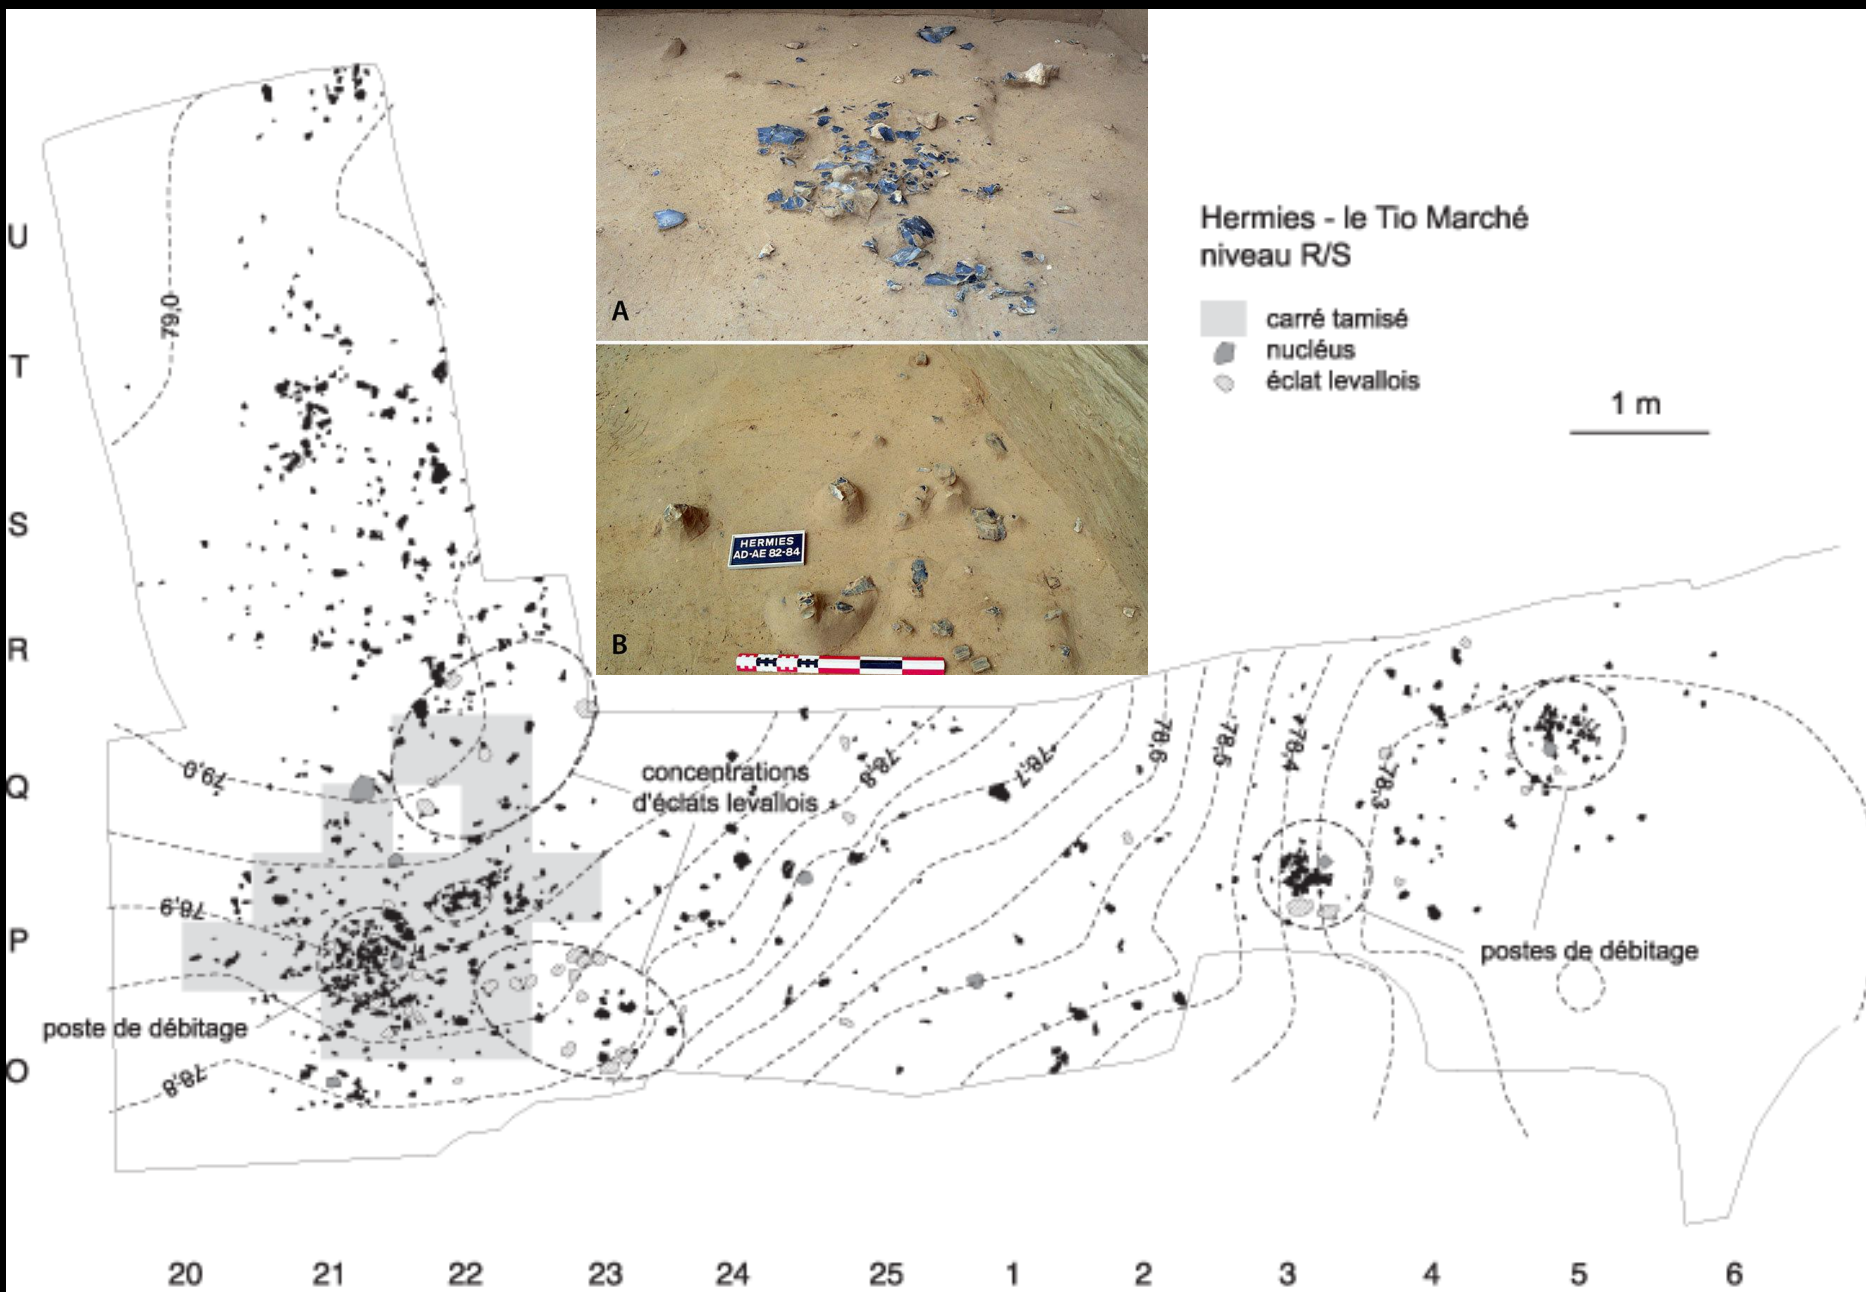 A
B
HERMIES
AD-AE 82-84
Hermies - le Tio Marché
niveau R/S
carré tamisé
nucléus
éclat levallois
1 m
U
T
S
R
Q
P
O
79,0
79,0
78,9
78,8
78,8
78,7
78,6
78,5
78,4
78,3
concentrations
d'éclats levallois
postes de débitage
poste de débitage
20 21 22 23 24 25 1 2 3 4 5 6